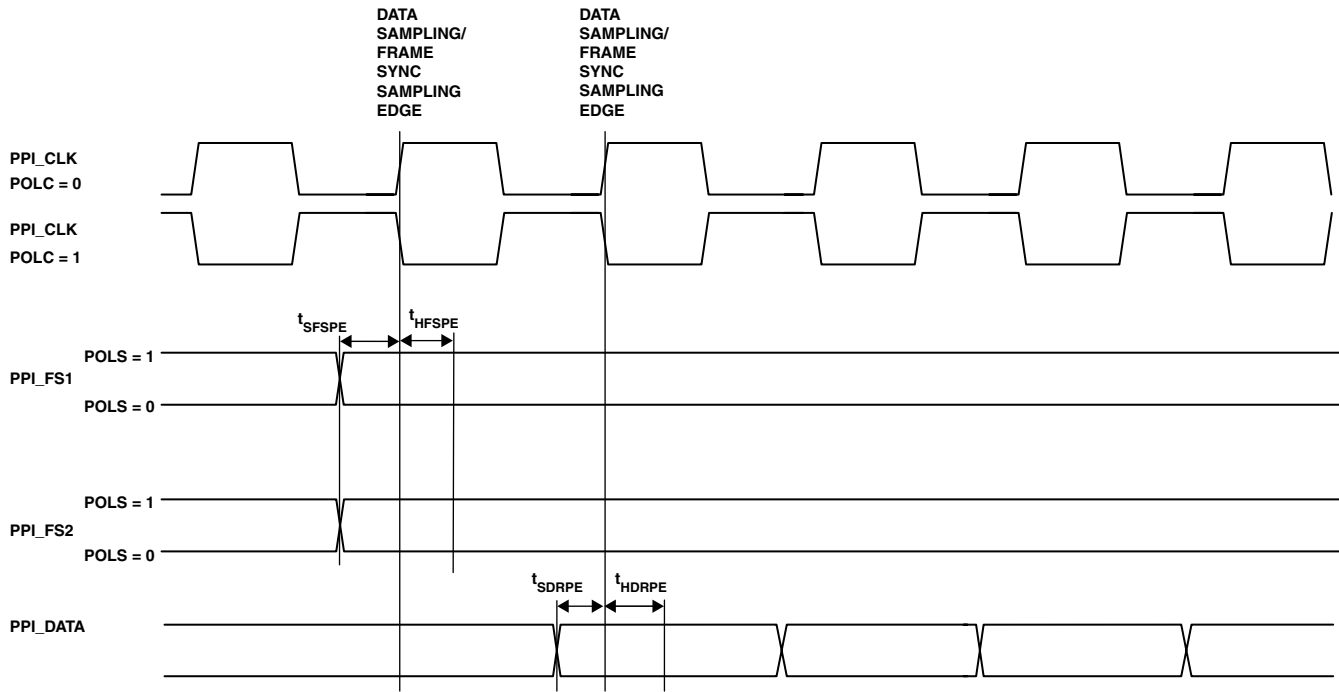 DATA
SAMPLING/
FRAME
SYNC
SAMPLING
EDGE
DATA
SAMPLING/
FRAME
SYNC
SAMPLING
EDGE
PPI_CLK
POLC = 0
PPI_CLK
POLC = 1
tSFSPE
tHFSPE
POLS = 1
PPI_FS1
POLS = 0
POLS = 1
PPI_FS2
POLS = 0
tSDRPE
tHDRPE
PPI_DATA